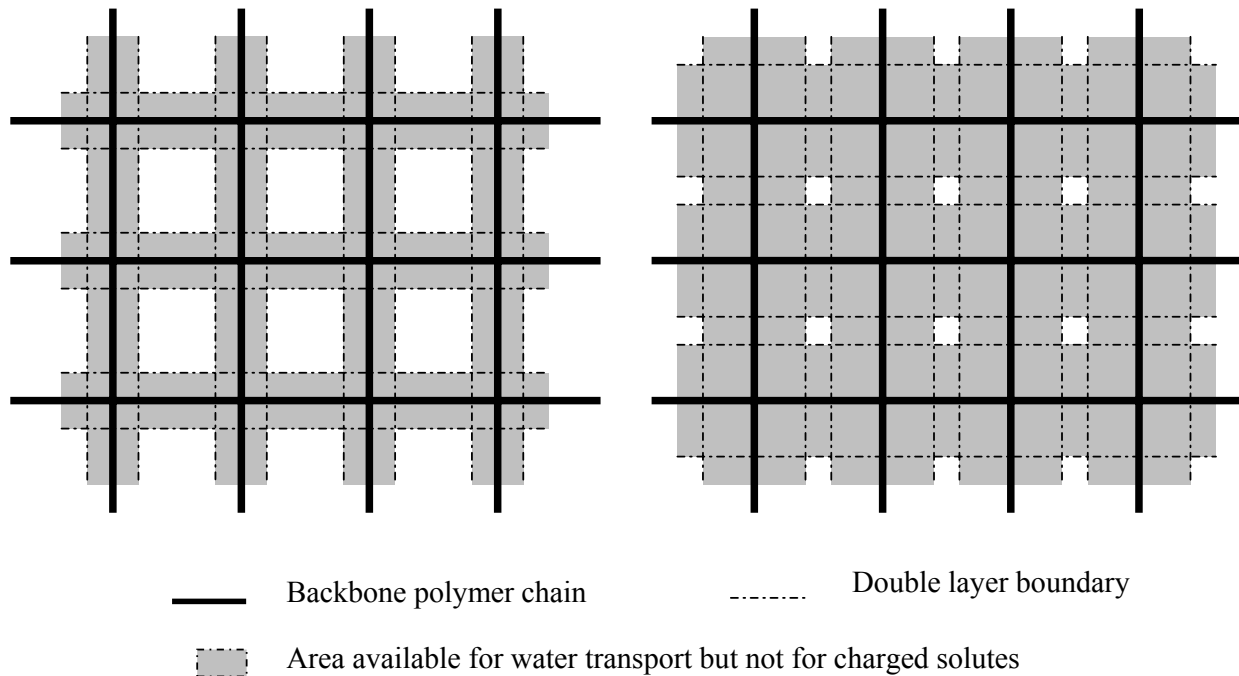 Backbone polymer chain
Double layer boundary
Area available for water transport but not for charged solutes